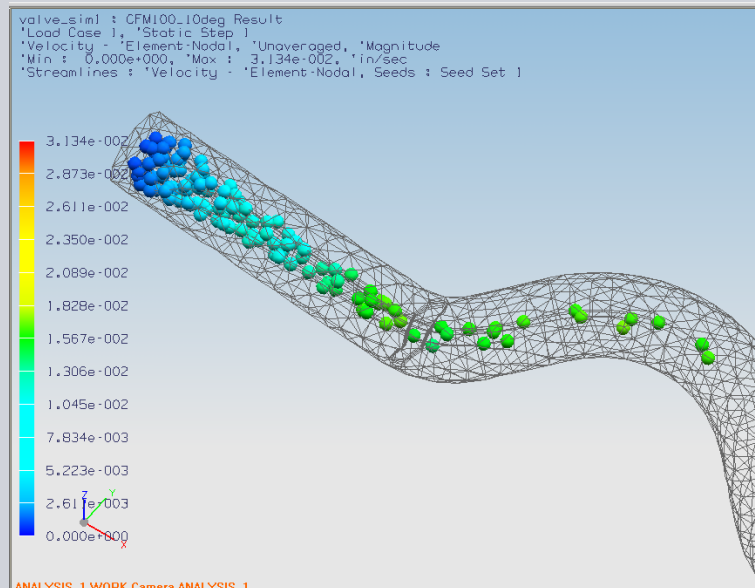 valve_sim1 : CFM100_10deg Result
'Load Case 1, 'Static Step 1
'Velocity - 'Element-Nodal, 'Unaveraged, 'Magnitude
'Min : 0.000e+000, 'Max : 3.134e-002, 'in/sec
'Streamlines : 'Velocity - 'Element-Nodal, Seeds : Seed Set 1
3.134e-002
2.873e-002
2.611e-002
2.350e-002
2.089e-002
1.828e-002
1.567e-002
1.306e-002
1.045e-002
7.834e-003
5.223e-003
2.611e-003
0.000e+000
Z
Y
X
ANALYSIS_1 WORK Camera ANALYSIS_1